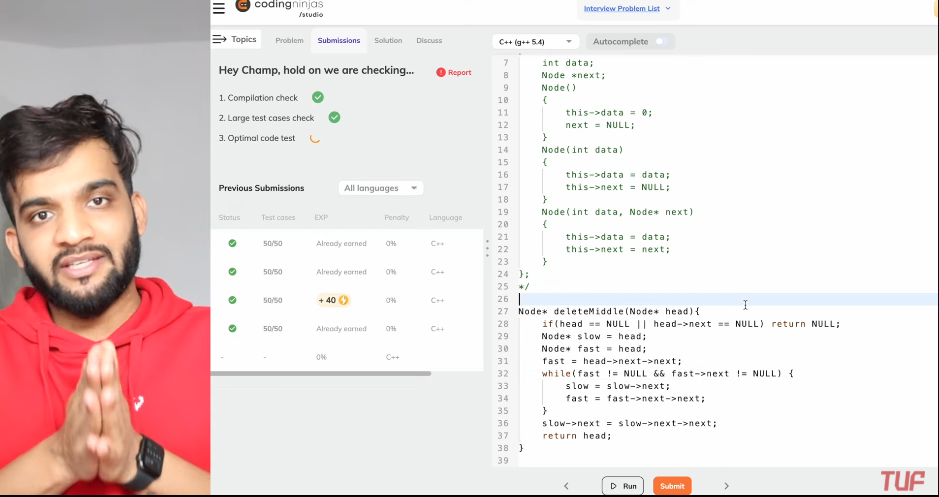 codingninjas
/studio
Interview Problem List
Topics
Problem
Submissions
Solution
Discuss
C++ (g++ 5.4)
Autocomplete
Hey Champ, hold on we are checking...
Report
1. Compilation check
2. Large test cases check
3. Optimal code test
Previous Submissions
All languages
Status Test cases EXP Penalty Language
50/50 Already earned 0% C++
50/50 Already earned 0% C++
50/50 + 40 0% C++
50/50 Already earned 0% C++
- - 0% C++
7 int data;
8 Node *next;
9 Node()
10 {
11 this->data = 0;
12 next = NULL;
13 }
14 Node(int data)
15 {
16 this->data = data;
17 this->next = NULL;
18 }
19 Node(int data, Node* next)
20 {
21 this->data = data;
22 this->next = next;
23 }
24 };
25 */
26
27 Node* deleteMiddle(Node* head){
28 if(head == NULL || head->next == NULL) return NULL;
29 Node* slow = head;
30 Node* fast = head;
31 fast = head->next->next;
32 while(fast != NULL && fast->next != NULL) {
33 slow = slow->next;
34 fast = fast->next->next;
35 }
36 slow->next = slow->next->next;
37 return head;
38 }
39
Run
Submit
TUF